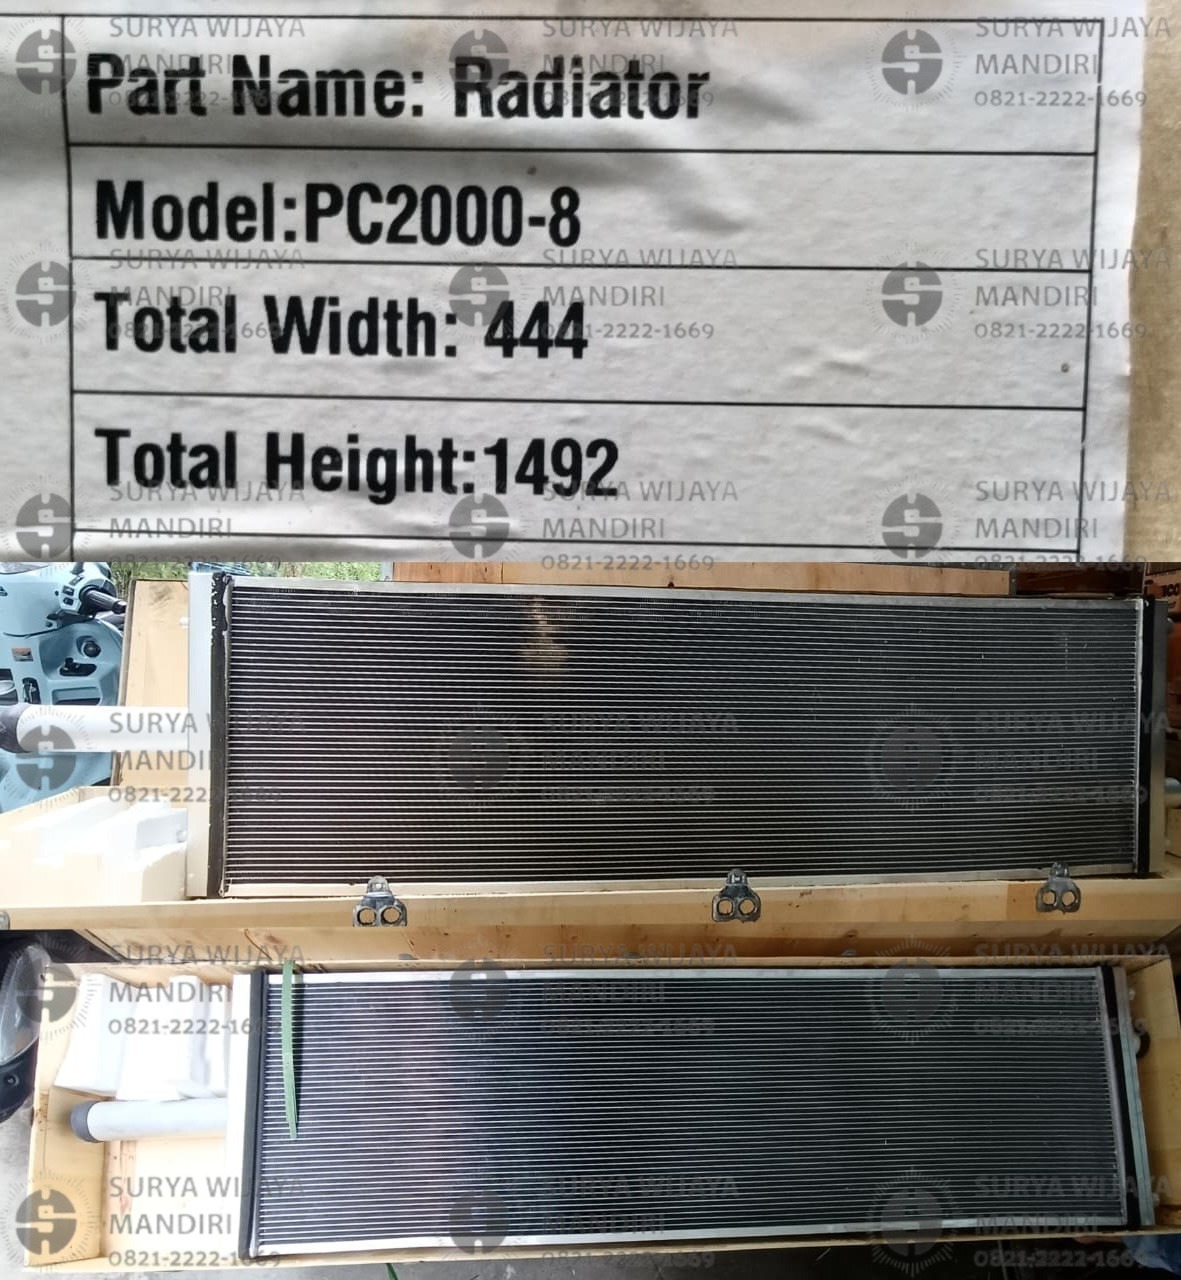 Part Name: Radiator
Model:PC2000-8
Total Width: 444
Total Height:1492
SURYA WIJAYA
MANDIRI
0821-2222-1669